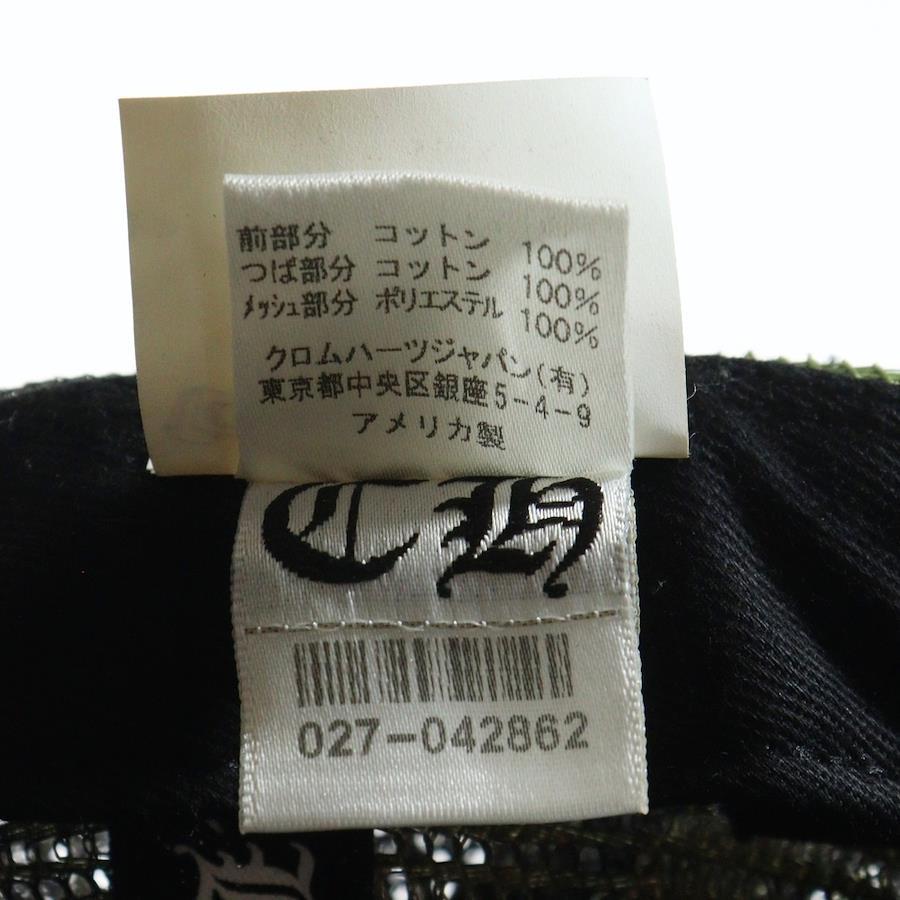 前部分 コットン 100%
つば部分 コットン 100%
メッシュ部分 ポリエステル 100%
クロムハーツジャパン(有)
東京都中央区銀座5-4-9
アメリカ製
CH
027-042862